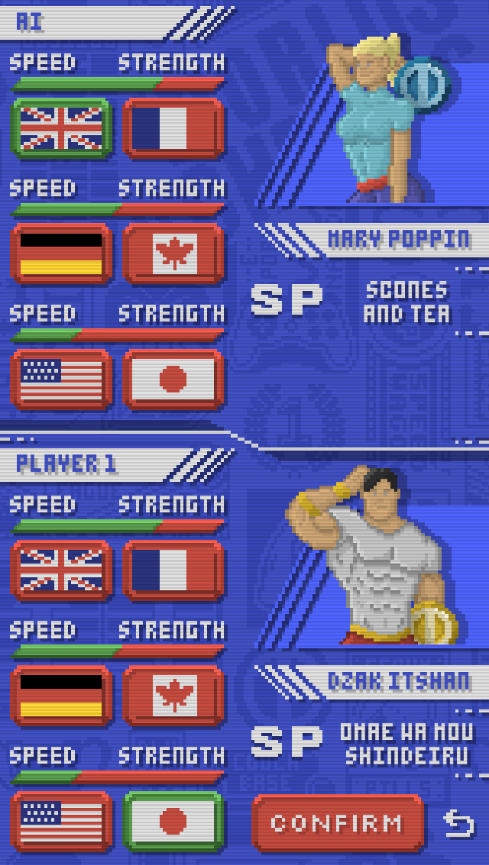 AI
SPEED STRENGTH
SPEED STRENGTH
SPEED STRENGTH
MARY POPPIN
SP
SCONES
AND TEA
PLAYER 1
SPEED STRENGTH
SPEED STRENGTH
SPEED STRENGTH
DZAK ITSHAN
SP
OMAE WA MOU
SHINDEIRU
CONFIRM